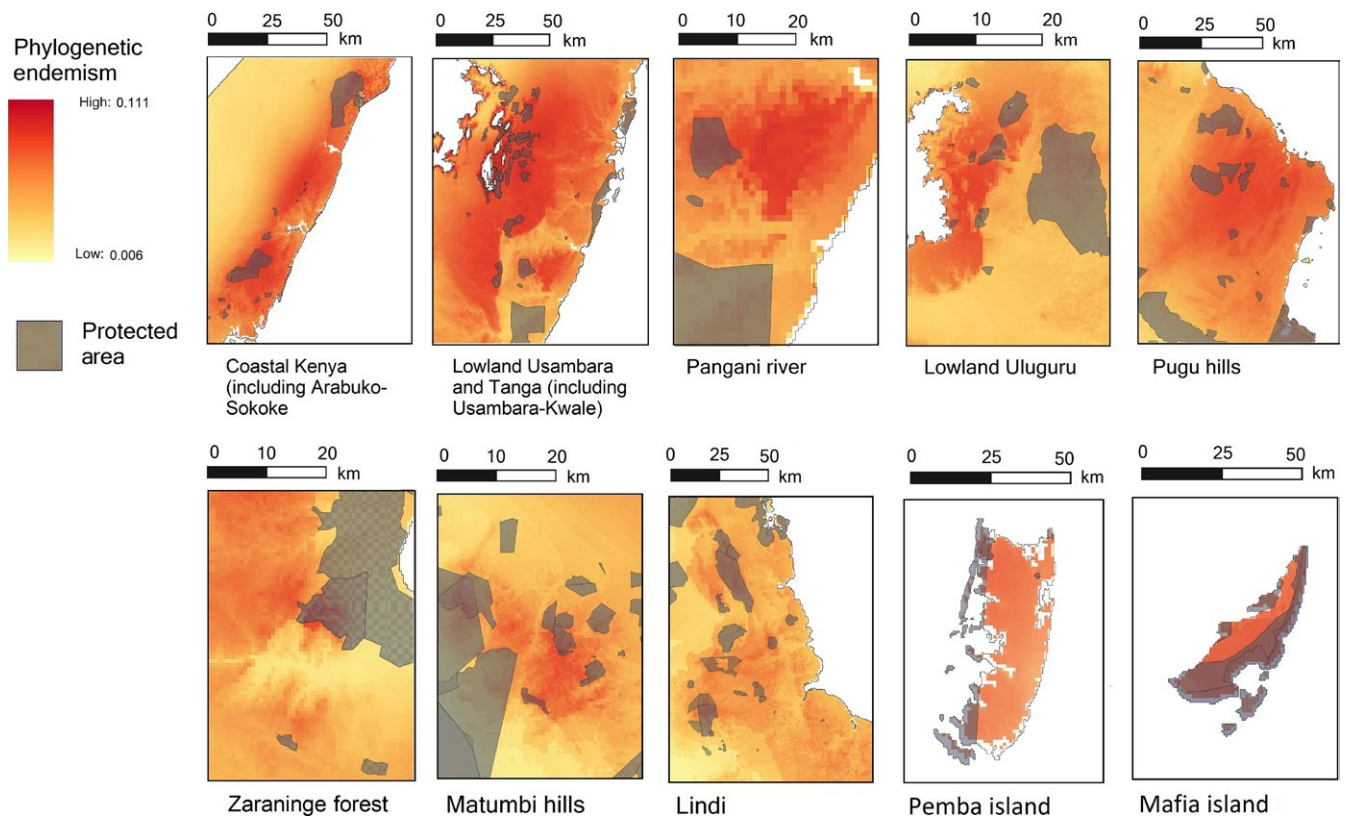 Phylogenetic
endemism
High: 0.111
Low: 0.006
Protected
area
0 25 50
km
Coastal Kenya
(including Arabuko-
Sokoke
0 25 50
km
Lowland Usambara
and Tanga (including
Usambara-Kwale)
0 10 20
km
Pangani river
0 10 20
km
Lowland Uluguru
0 25 50
km
Pugu hills
0 10 20
km
Zaraninge forest
0 10 20
km
Matumbi hills
0 25 50
km
Lindi
0 25 50
km
Pemba island
0 25 50
km
Mafia island